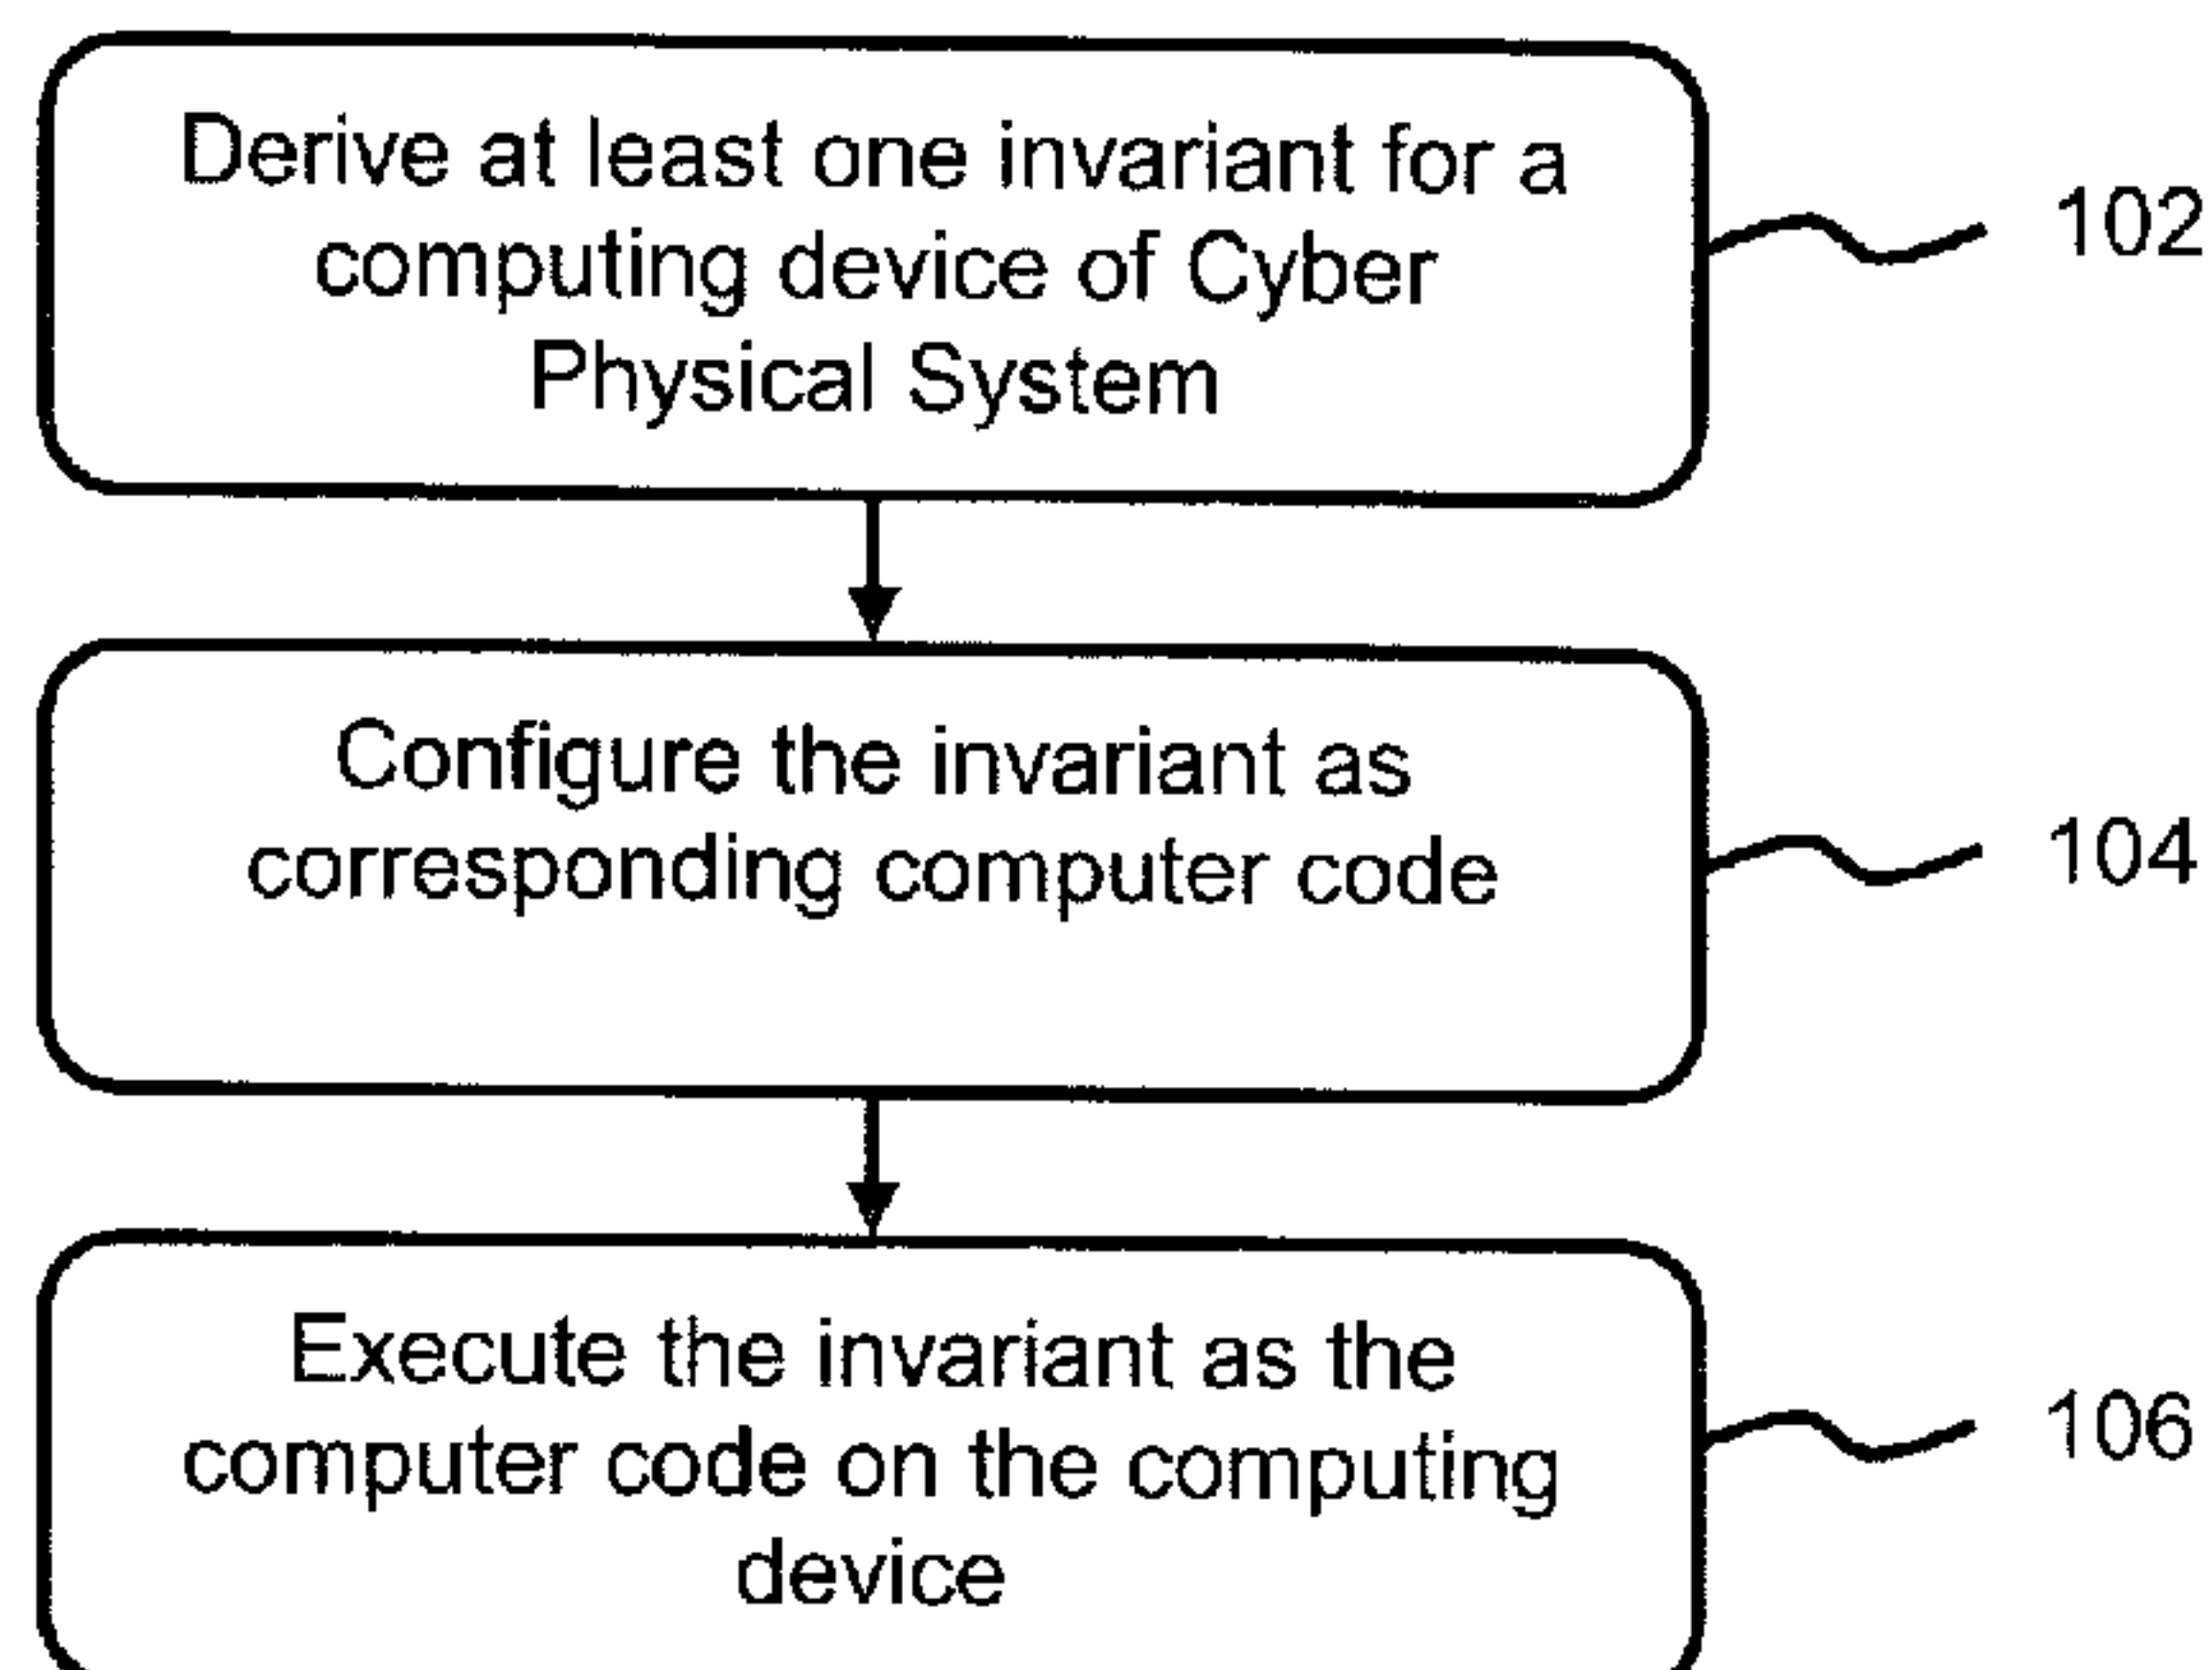 Derive at least one invariant for a
computing device of Cyber
Physical System
102
Configure the invariant as
corresponding computer code
104
Execute the invariant as the
computer code on the computing
device
106